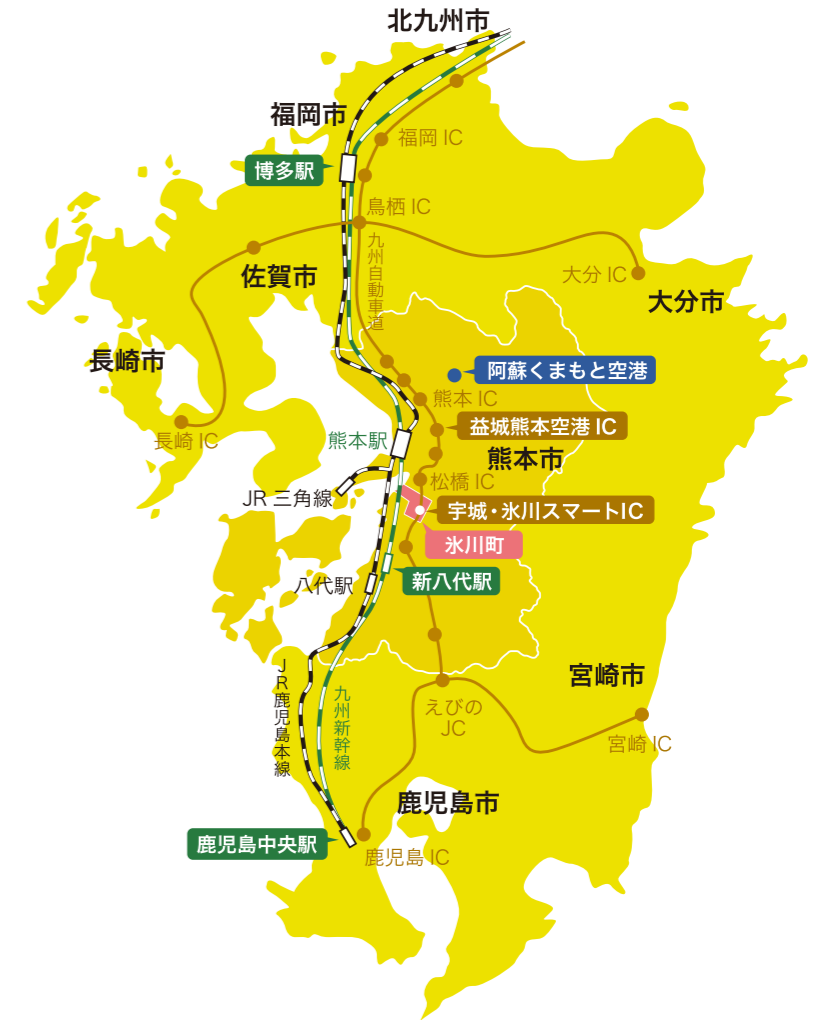 北九州市
福岡市
福岡 IC
博多駅
鳥栖 IC
九州自動車道
佐賀市
大分 IC
大分市
長崎市
阿蘇くまもと空港
熊本 IC
益城熊本空港 IC
長崎 IC
熊本駅
熊本市
松橋 IC
JR 三角線
宇城・氷川スマートIC
氷川町
八代駅
新八代駅
JR鹿児島本線
九州新幹線
宮崎市
えびの
JC
宮崎 IC
鹿児島市
鹿児島中央駅
鹿児島 IC